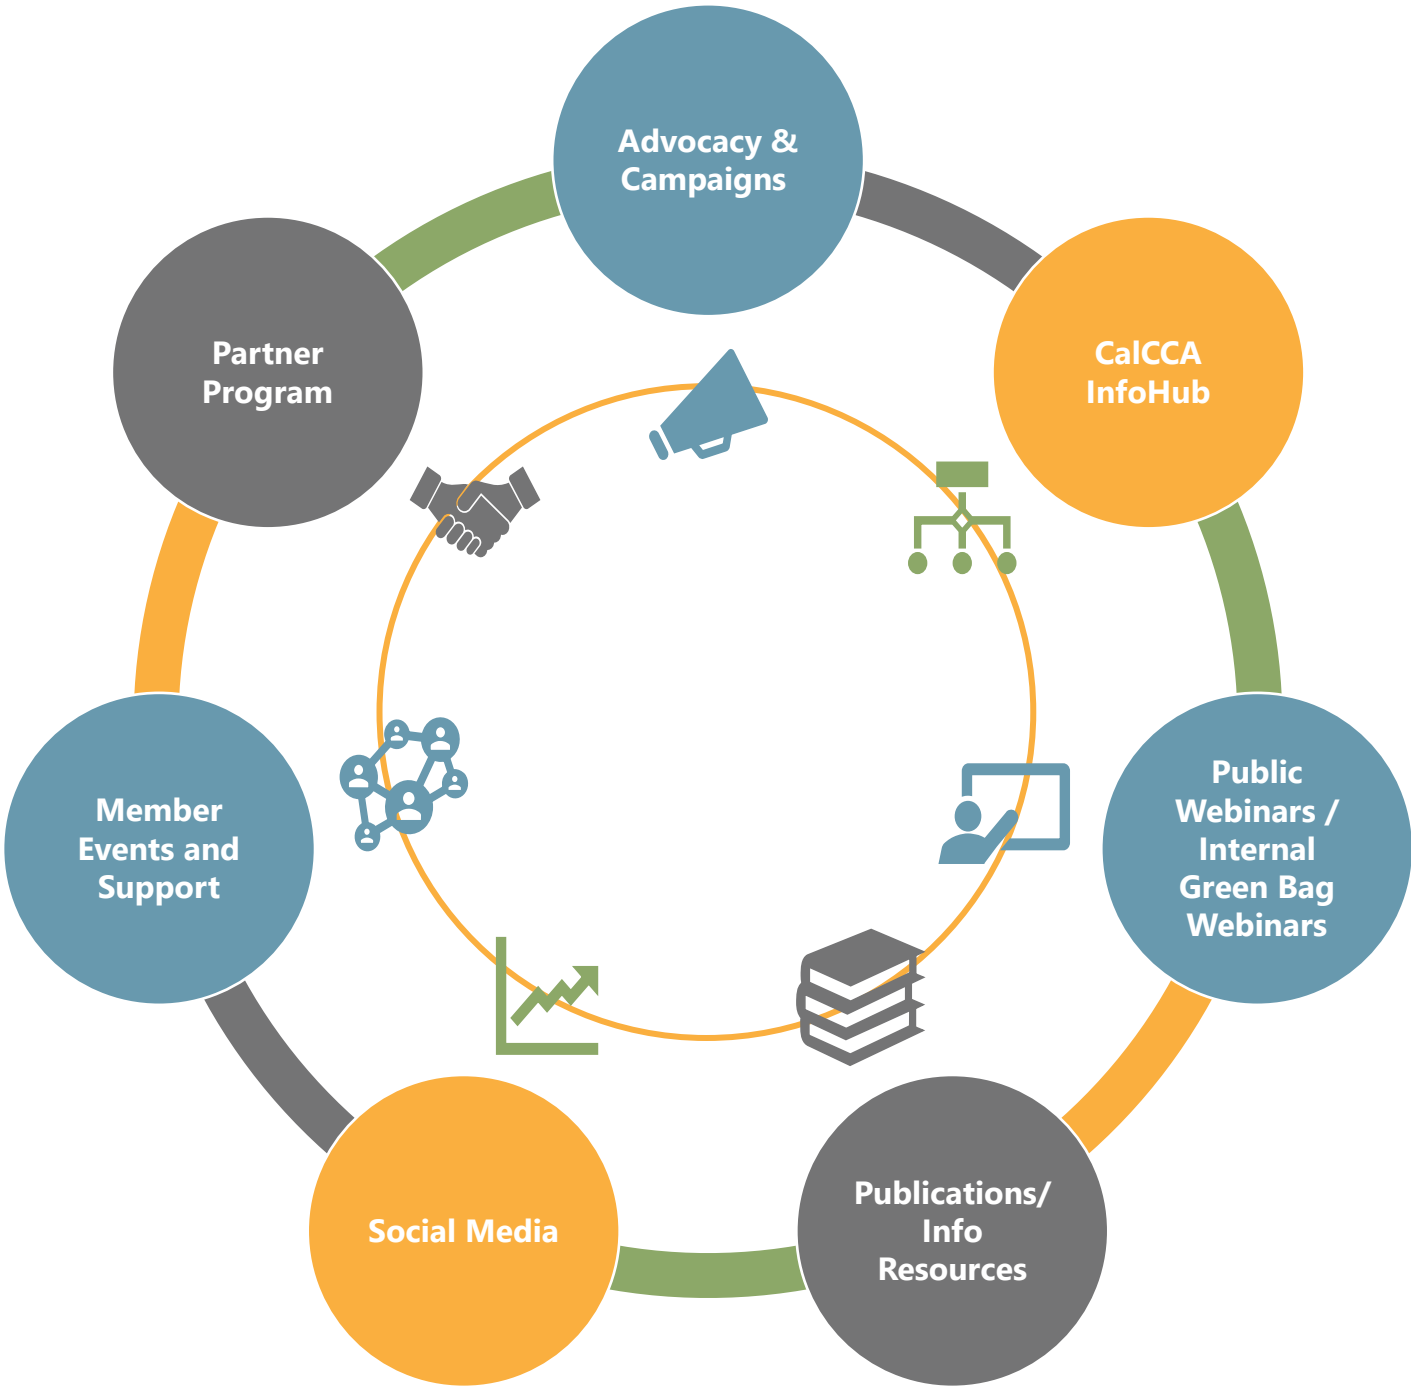 Advocacy &
Campaigns
CalCCA
InfoHub
Public
Webinars /
Internal
Green Bag
Webinars
Publications/
Info
Resources
Social Media
Member
Events and
Support
Partner
Program